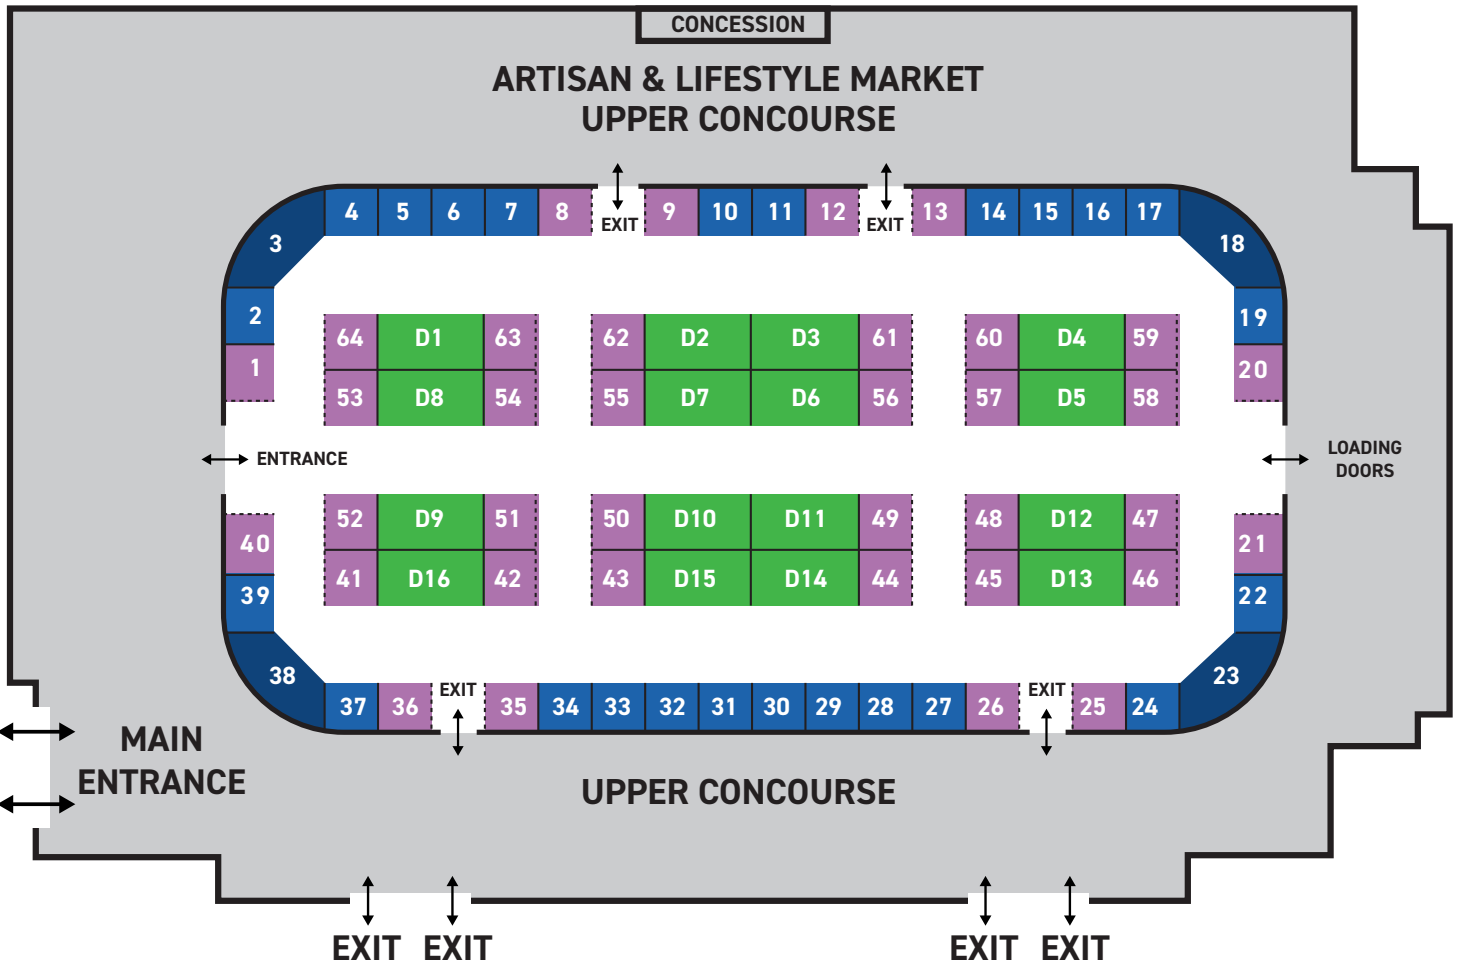 CONCESSION
ARTISAN & LIFESTYLE MARKET
UPPER CONCOURSE
4 5 6 7 8 EXIT 9 10 11 12 EXIT 13 14 15 16 17
3 18
2 19
1 20
64 D1 63 62 D2 D3 61 60 D4 59
53 D8 54 55 D7 D6 56 57 D5 58
ENTRANCE
LOADING
DOORS
52 D9 51 50 D10 D11 49 48 D12 47
41 D16 42 43 D15 D14 44 45 D13 46
40 21
39 22
38 23
37 36 EXIT 35 34 33 32 31 30 29 28 27 26 EXIT 25 24
MAIN
ENTRANCE
UPPER CONCOURSE
EXIT EXIT EXIT EXIT